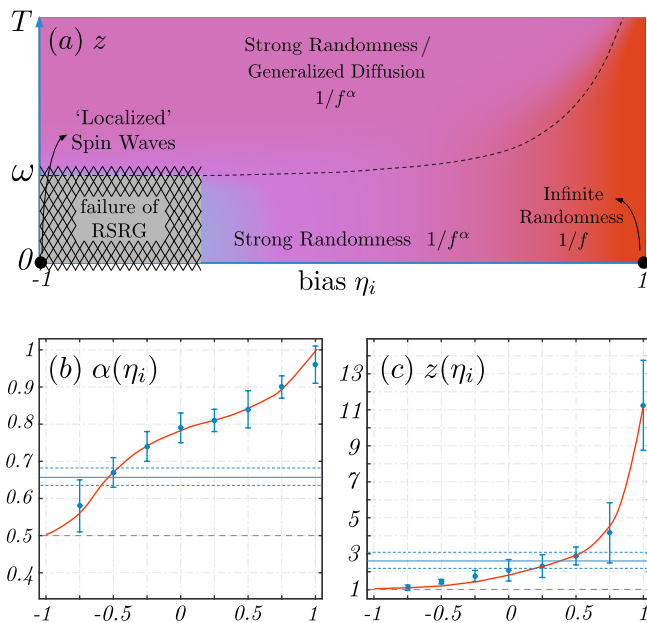 T
(a) z
Strong Randomness /
Generalized Diffusion
1/f^α
'Localized'
Spin Waves
ω
failure of
RSRG
Infinite
Randomness
1/f
Strong Randomness 1/f^α
0
-1
bias η_i
1
(b) α(η_i)
1
0.9
0.8
0.7
0.6
0.5
0.4
-1
-0.5
0
0.5
1
(c) z(η_i)
13
11
9
7
5
3
1
-1
-0.5
0
0.5
1